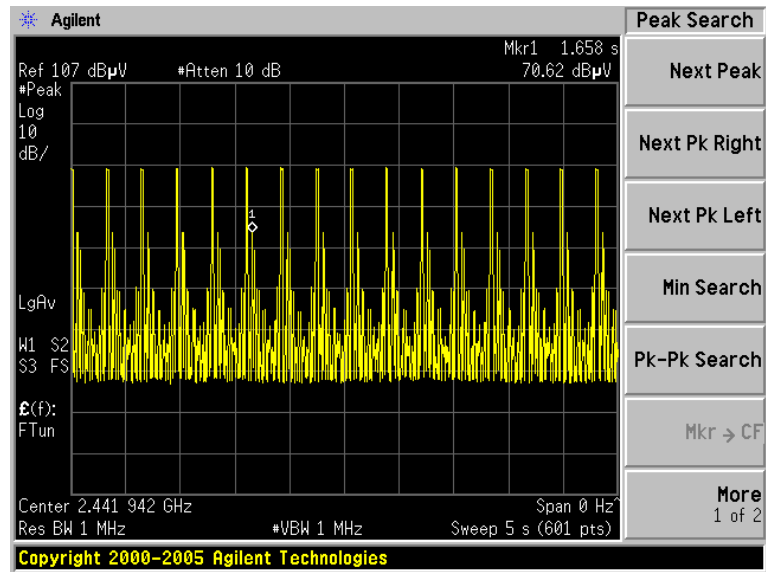 Agilent
Peak Search
Mkr1 1.658 s
Ref 107 dBµV #Atten 10 dB 70.62 dBµV
#Peak
Log
10
dB/
1
LgAv
W1 S2
S3 FS
£(f):
FTun
Center 2.441 942 GHz Span 0 Hz^
Res BW 1 MHz #VBW 1 MHz Sweep 5 s (601 pts)
Copyright 2000-2005 Agilent Technologies
Next Peak
Next Pk Right
Next Pk Left
Min Search
Pk-Pk Search
Mkr → CF
More
1 of 2